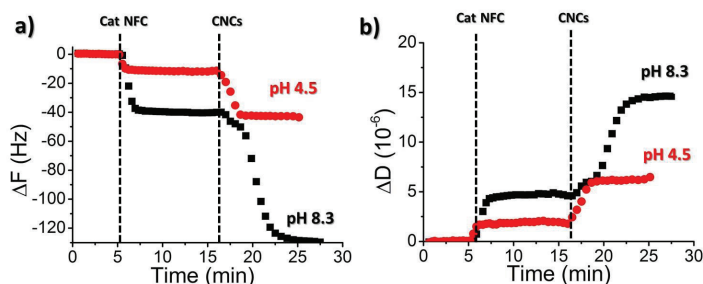 a)
Cat NFC
CNCs
0
-20
-40
-60
-80
-100
-120
ΔF (Hz)
pH 4.5
pH 8.3
0 5 10 15 20 25 30
Time (min)
b)
Cat NFC
CNCs
20
15
10
5
0
ΔD (10⁻⁶)
pH 8.3
pH 4.5
0 5 10 15 20 25 30
Time (min)